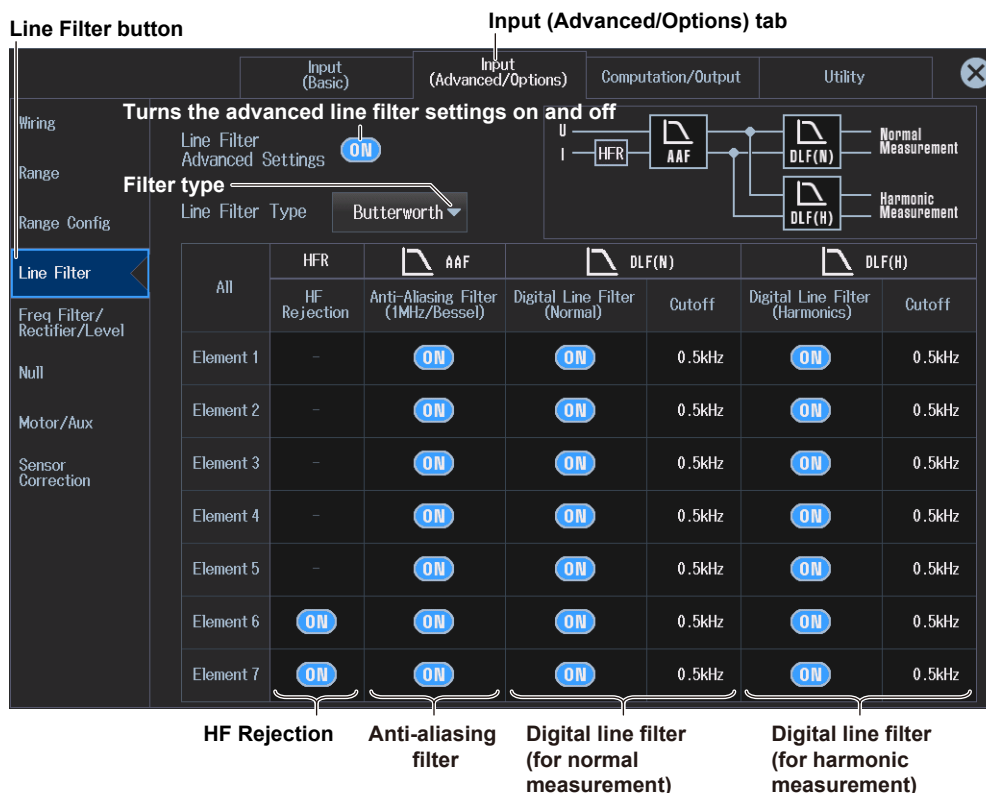 Line Filter button
Input (Advanced/Options) tab
Input
(Basic)
Input
(Advanced/Options)
Computation/Output
Utility
Turns the advanced line filter settings on and off
Wiring
Range
Range Config
Line Filter
Freq Filter/
Rectifier/Level
Null
Motor/Aux
Sensor
Correction
Line Filter
Advanced Settings
ON
Filter type
Line Filter Type
Butterworth
U
I
HFR
AAF
DLF(N)
Normal
Measurement
DLF(H)
Harmonic
Measurement
All
HFR
AAF
DLF(N)
DLF(H)
HF
Rejection
Anti-Aliasing Filter
(1MHz/Bessel)
Digital Line Filter
(Normal)
Cutoff
Digital Line Filter
(Harmonics)
Cutoff
Element 1 – ON ON 0.5kHz ON 0.5kHz
Element 2 – ON ON 0.5kHz ON 0.5kHz
Element 3 – ON ON 0.5kHz ON 0.5kHz
Element 4 – ON ON 0.5kHz ON 0.5kHz
Element 5 – ON ON 0.5kHz ON 0.5kHz
Element 6 ON ON ON 0.5kHz ON 0.5kHz
Element 7 ON ON ON 0.5kHz ON 0.5kHz
HF Rejection
Anti-aliasing
filter
Digital line filter
(for normal
measurement)
Digital line filter
(for harmonic
measurement)